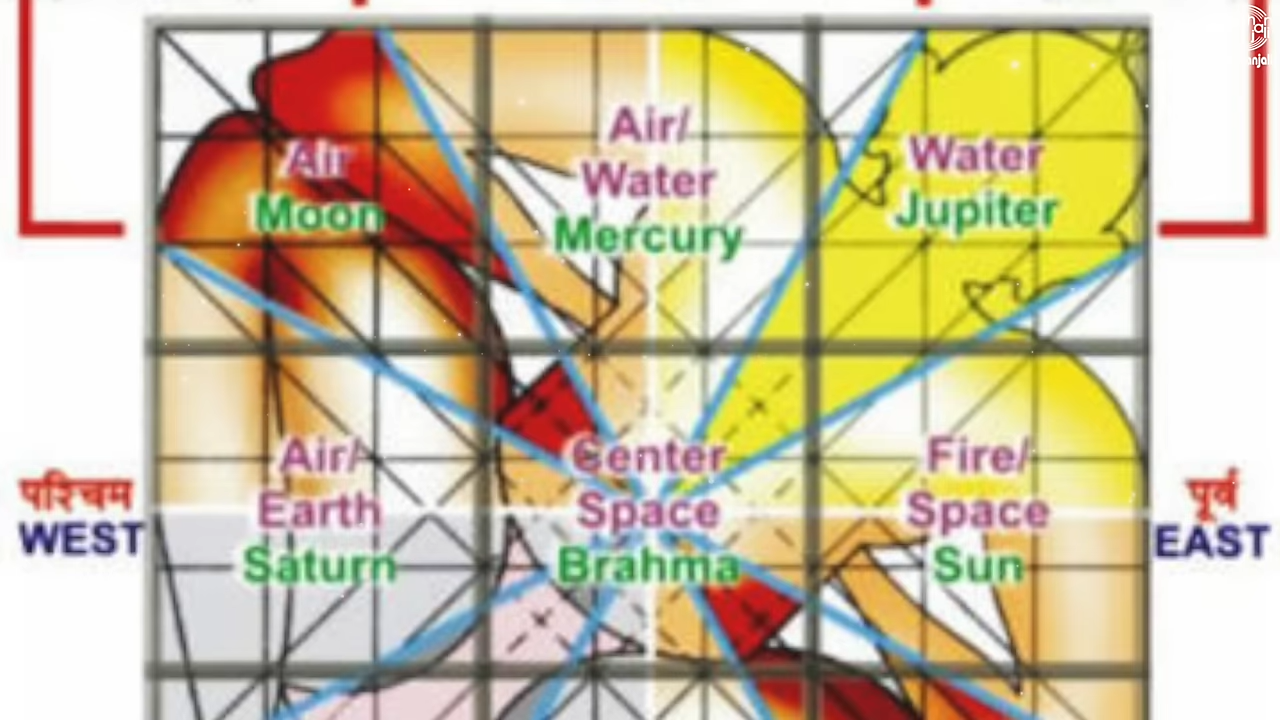 Air
Moon
Air/
Water
Mercury
Water
Jupiter
पश्चिम
WEST
Air/
Earth
Saturn
Center
Space
Brahma
Fire/
Space
Sun
पूर्व
EAST